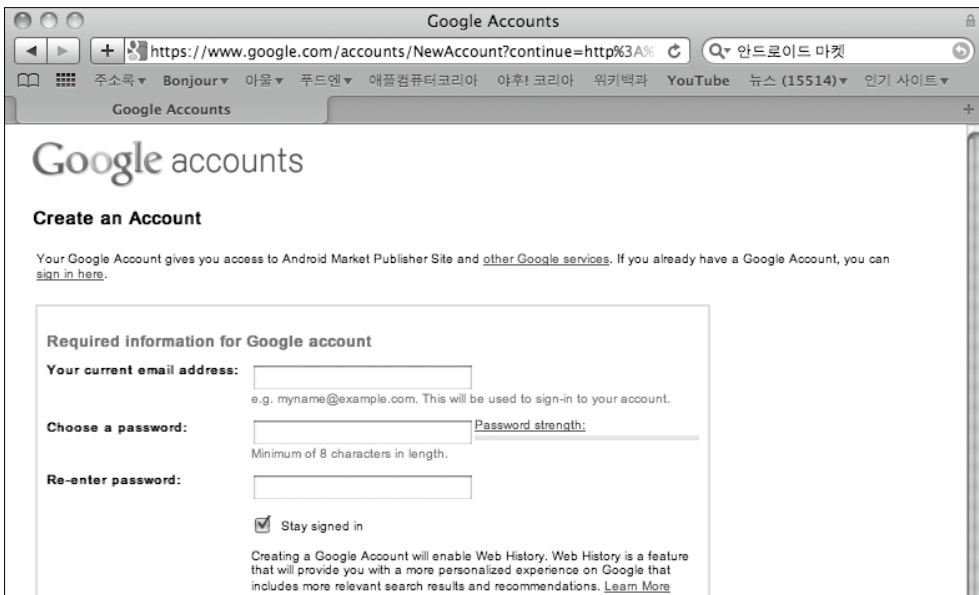 Google Accounts
https://www.google.com/accounts/NewAccount?continue=http%3A%
안드로이드 마켓
주소록 Bonjour 아울 푸드엔 애플컴퓨터코리아 야후! 코리아 위키백과 YouTube 뉴스 (15514) 인기 사이트
Google Accounts
Google accounts
Create an Account
Your Google Account gives you access to Android Market Publisher Site and other Google services. If you already have a Google Account, you can
sign in here.
Required information for Google account
Your current email address:
e.g. myname@example.com. This will be used to sign-in to your account.
Choose a password: Password strength:
Minimum of 8 characters in length.
Re-enter password:
Stay signed in
Creating a Google Account will enable Web History. Web History is a feature
that will provide you with a more personalized experience on Google that
includes more relevant search results and recommendations. Learn More